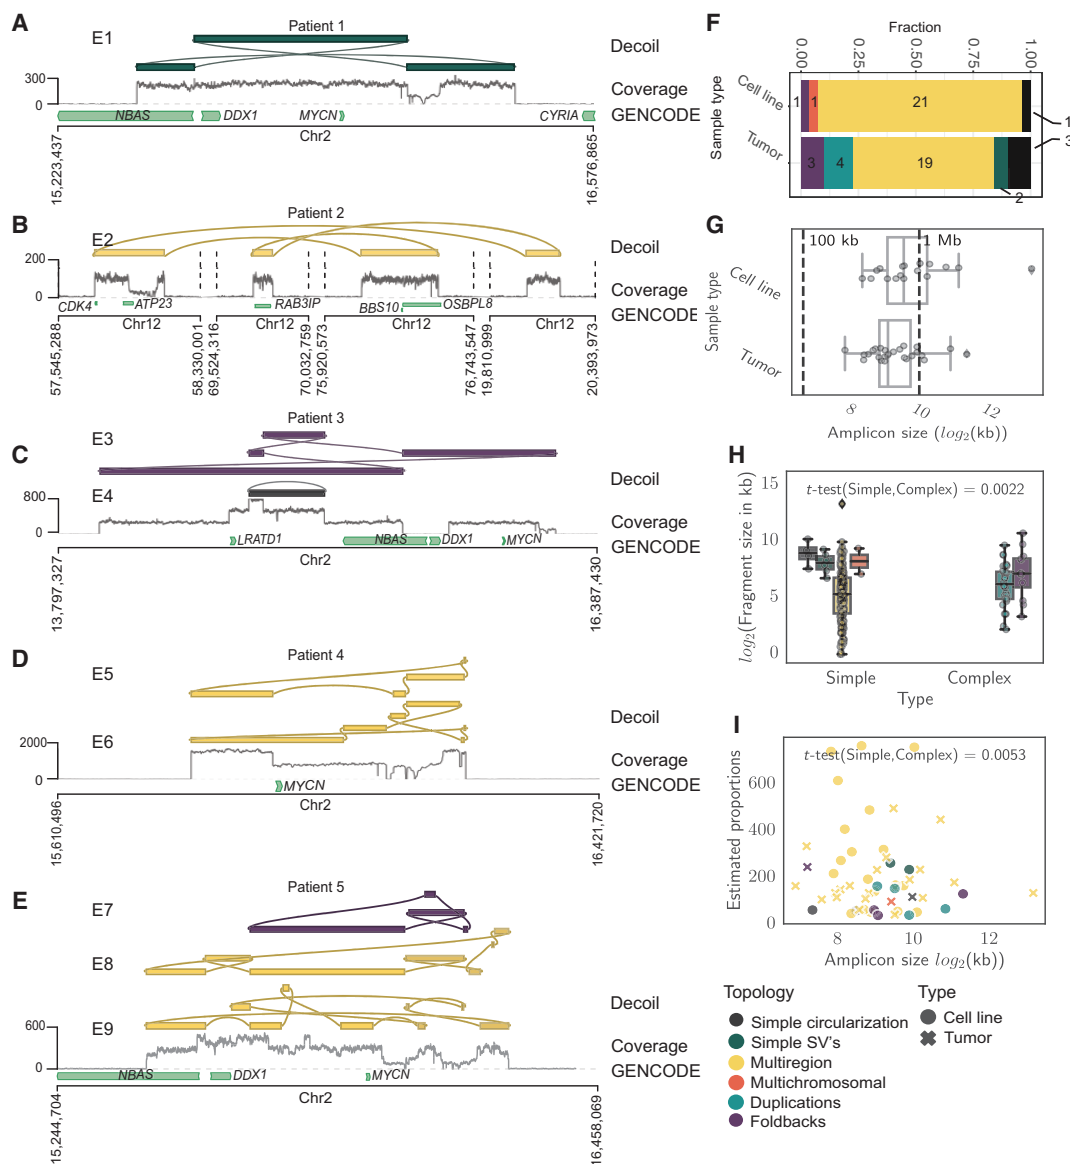 A
Patient 1
E1
Decoil
300
0
Coverage
NBAS
DDX1
MYCN
CYRIA
GENCODE
Chr2
15,223,437
16,576,865
B
Patient 2
E2
Decoil
200
0
Coverage
CDK4
ATP23
RAB3IP
BBS10
OSBPL8
GENCODE
Chr12
Chr12
Chr12
Chr12
57,545,288
58,330,001
69,524,316
70,032,759
75,920,573
76,743,547
19,810,999
20,393,973
C
Patient 3
E3
Decoil
E4
800
0
Coverage
LRATD1
NBAS
DDX1
MYCN
GENCODE
Chr2
13,797,327
16,387,430
D
Patient 4
E5
Decoil
E6
2000
0
Coverage
MYCN
GENCODE
Chr2
15,610,496
16,421,720
E
Patient 5
E7
E8
Decoil
E9
600
0
Coverage
NBAS
DDX1
MYCN
GENCODE
Chr2
15,244,704
16,458,069
F
Fraction
0.00
0.25
0.50
0.75
1.00
Sample type
Cell line
1
1
21
1
Tumor
3
4
19
2
3
G
100 kb
1 Mb
Sample type
Cell line
Tumor
8
10
12
Amplicon size (log2(kb))
H
t-test(Simple,Complex) = 0.0022
log2(Fragment size in kb)
15
10
5
0
Simple
Complex
Type
I
t-test(Simple,Complex) = 0.0053
Estimated proportions
600
400
200
0
8
10
12
Amplicon size log2(kb))
Topology
Simple circularization
Simple SV's
Multiregion
Multichromosomal
Duplications
Foldbacks
Type
Cell line
Tumor